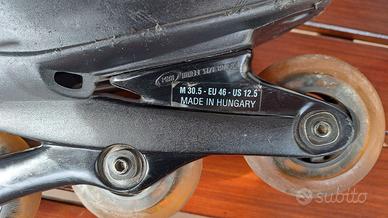 M 30.5 - EU 46 - US 12.5
MADE IN HUNGARY
subito